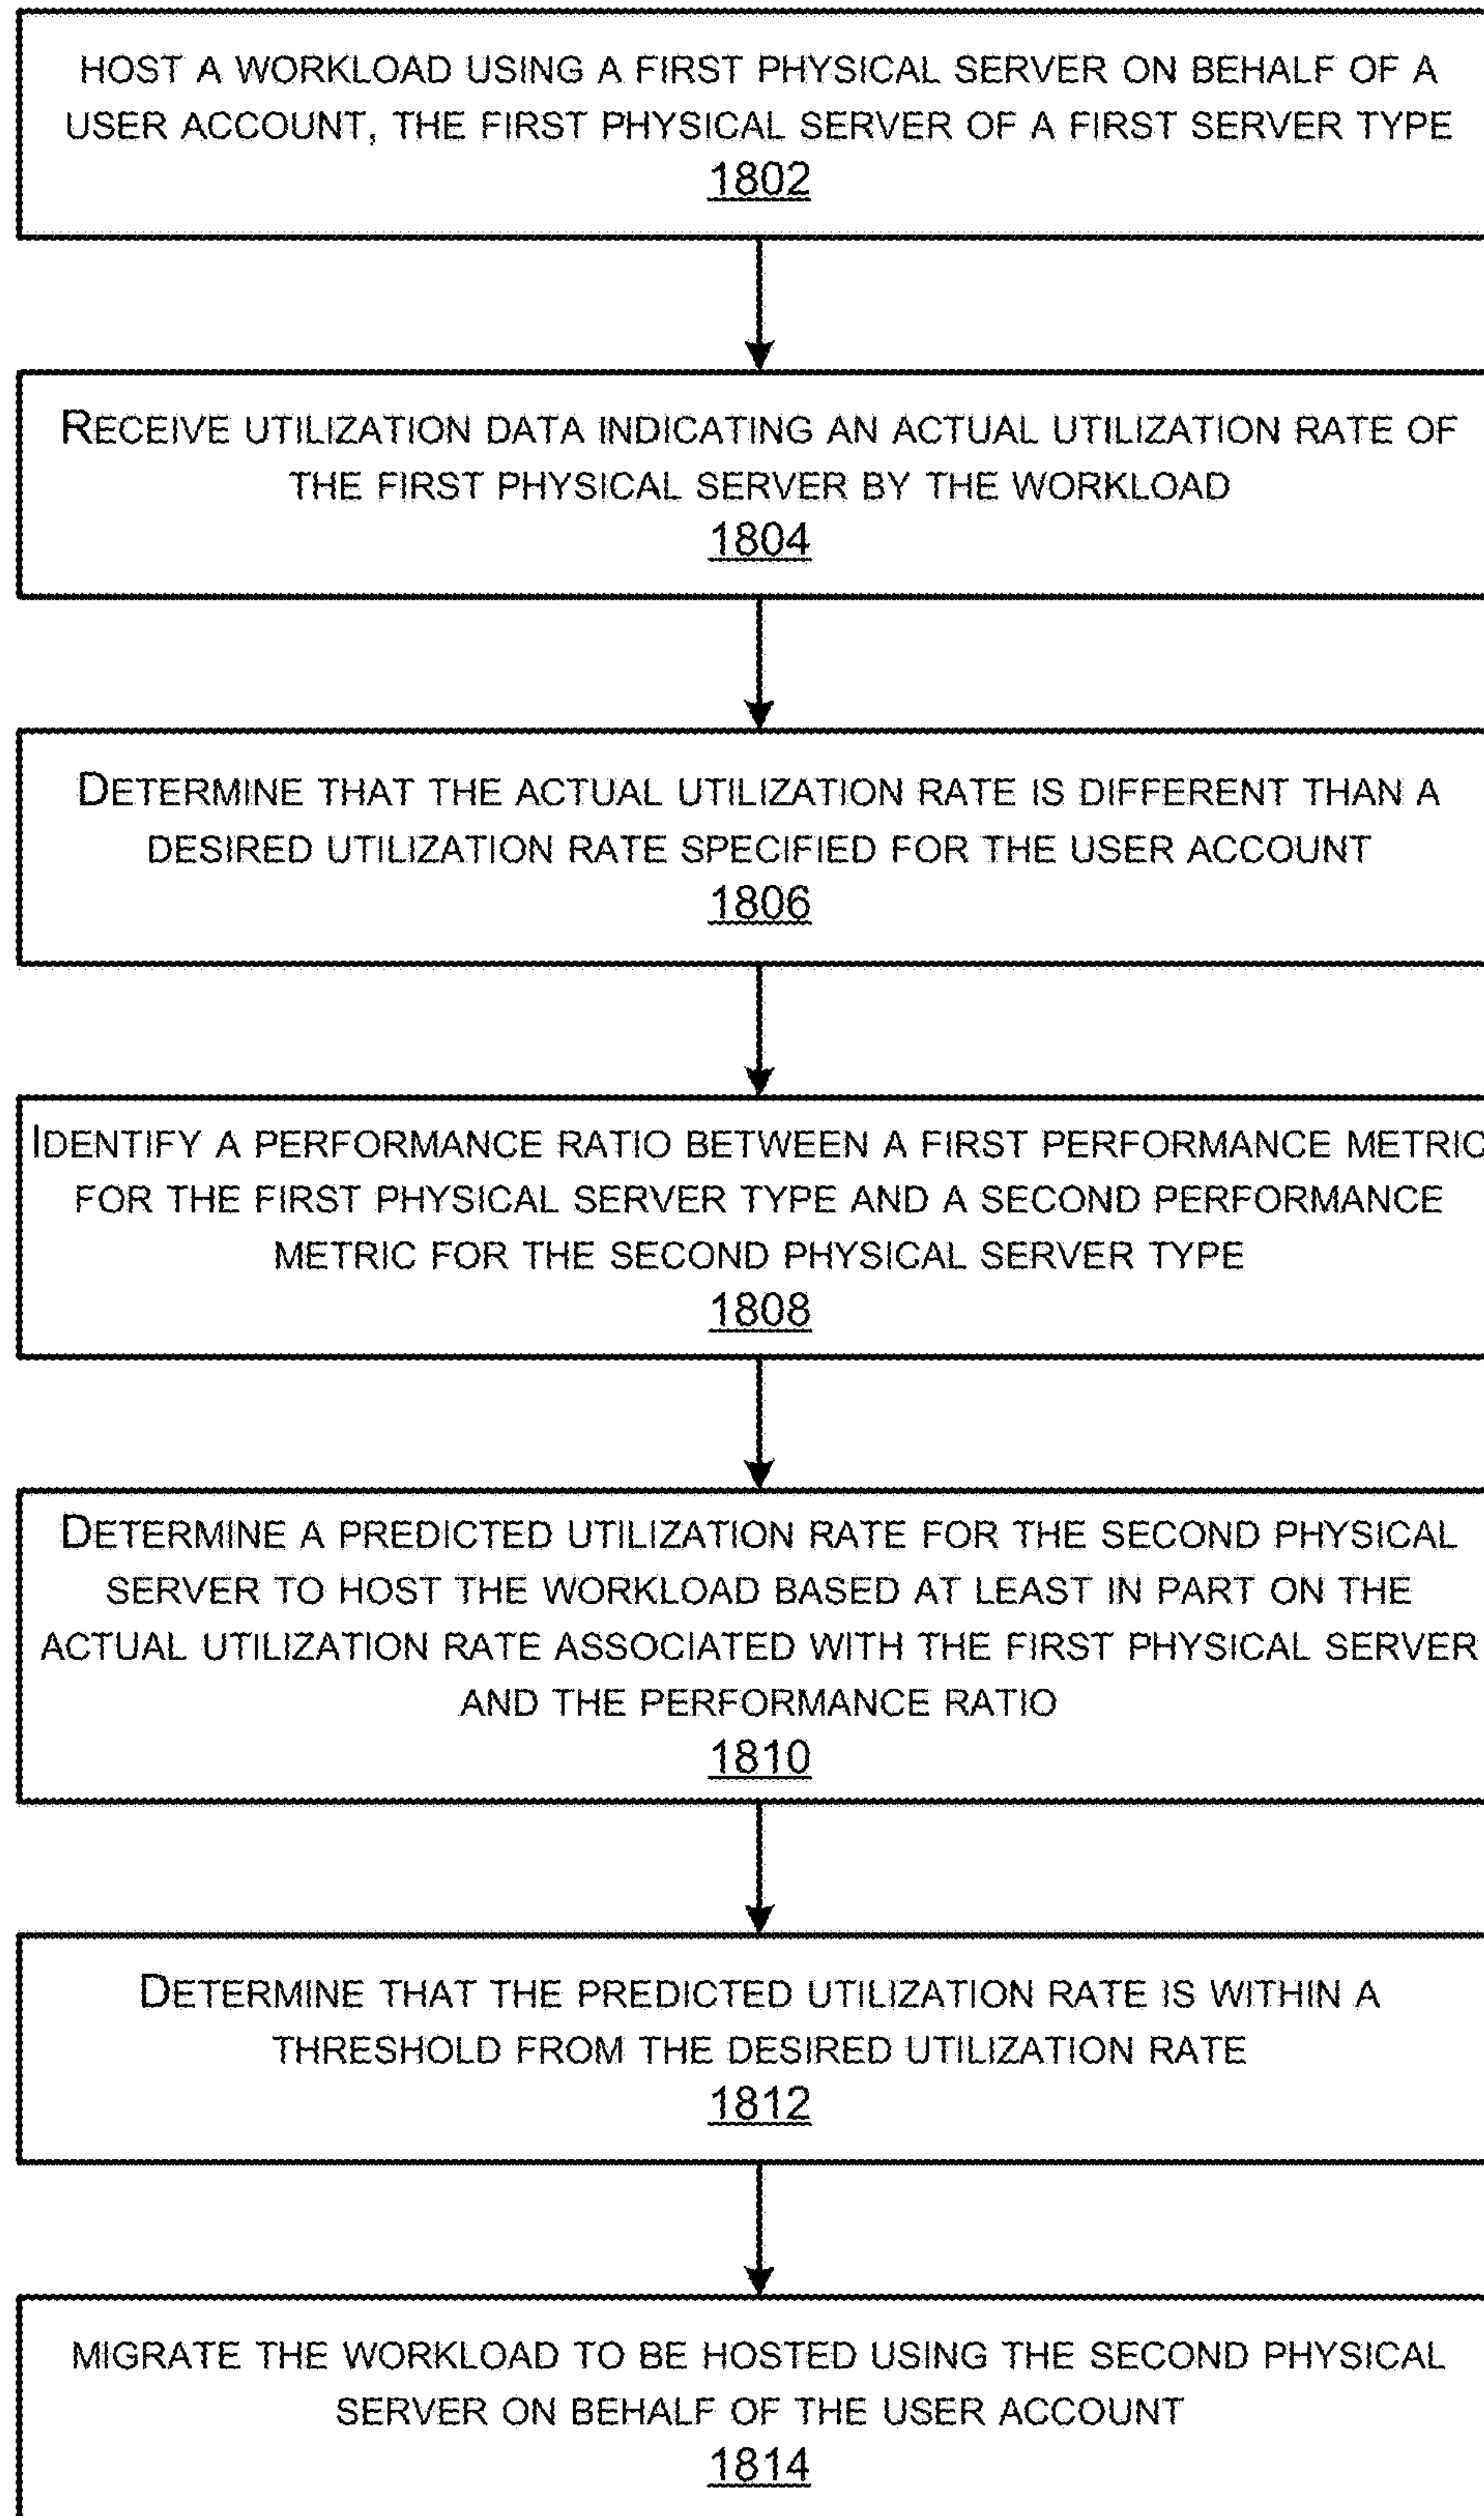 HOST A WORKLOAD USING A FIRST PHYSICAL SERVER ON BEHALF OF A
USER ACCOUNT, THE FIRST PHYSICAL SERVER OF A FIRST SERVER TYPE
1802
RECEIVE UTILIZATION DATA INDICATING AN ACTUAL UTILIZATION RATE OF
THE FIRST PHYSICAL SERVER BY THE WORKLOAD
1804
DETERMINE THAT THE ACTUAL UTILIZATION RATE IS DIFFERENT THAN A
DESIRED UTILIZATION RATE SPECIFIED FOR THE USER ACCOUNT
1806
IDENTIFY A PERFORMANCE RATIO BETWEEN A FIRST PERFORMANCE METRIC
FOR THE FIRST PHYSICAL SERVER TYPE AND A SECOND PERFORMANCE
METRIC FOR THE SECOND PHYSICAL SERVER TYPE
1808
DETERMINE A PREDICTED UTILIZATION RATE FOR THE SECOND PHYSICAL
SERVER TO HOST THE WORKLOAD BASED AT LEAST IN PART ON THE
ACTUAL UTILIZATION RATE ASSOCIATED WITH THE FIRST PHYSICAL SERVER
AND THE PERFORMANCE RATIO
1810
DETERMINE THAT THE PREDICTED UTILIZATION RATE IS WITHIN A
THRESHOLD FROM THE DESIRED UTILIZATION RATE
1812
MIGRATE THE WORKLOAD TO BE HOSTED USING THE SECOND PHYSICAL
SERVER ON BEHALF OF THE USER ACCOUNT
1814